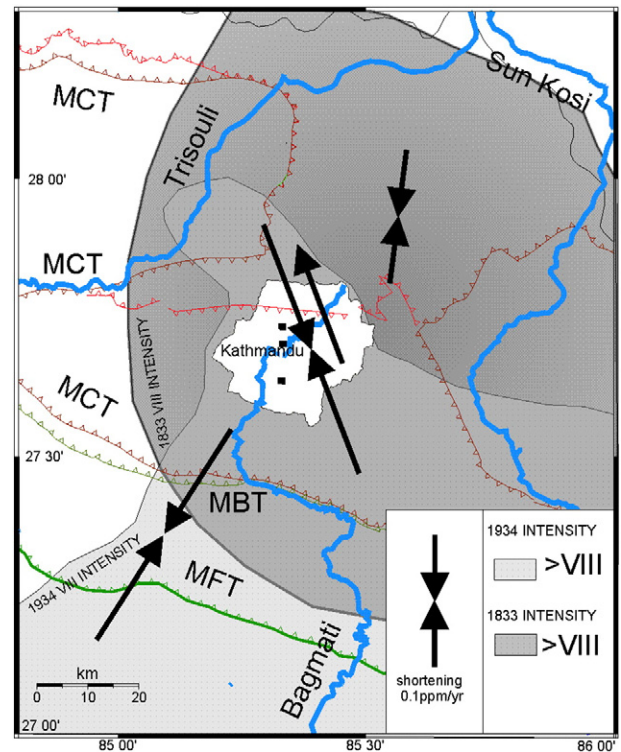 Sun Kosi
MCT
Trisouli
28 00'
MCT
Kathmandu
1833 VIII INTENSITY
MCT
27 30'
MBT
1934 VIII INTENSITY
MFT
Bagmati
km
0 10 20
27 00'
85 00' 85 30' 86 00'
shortening
0.1ppm/yr
1934 INTENSITY
>VIII
1833 INTENSITY
>VIII